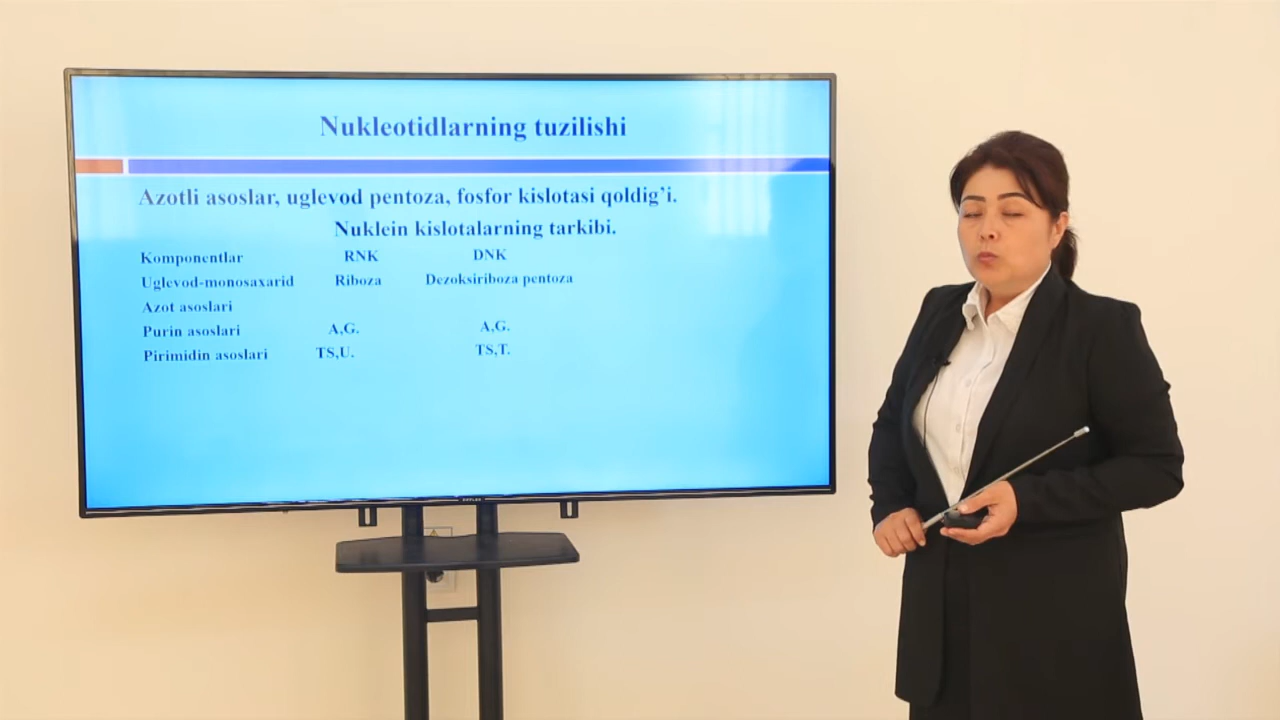 Nukleotidlarning tuzilishi
Azotli asoslar, uglevod pentoza, fosfor kislotasi qoldig’i.
Nuklein kislotalarning tarkibi.
Komponentlar RNK DNK
Uglevod-monosaxarid Riboza Dezoksiriboza pentoza
Azot asoslari
Purin asoslari A,G. A,G.
Pirimidin asoslari TS,U. TS,T.